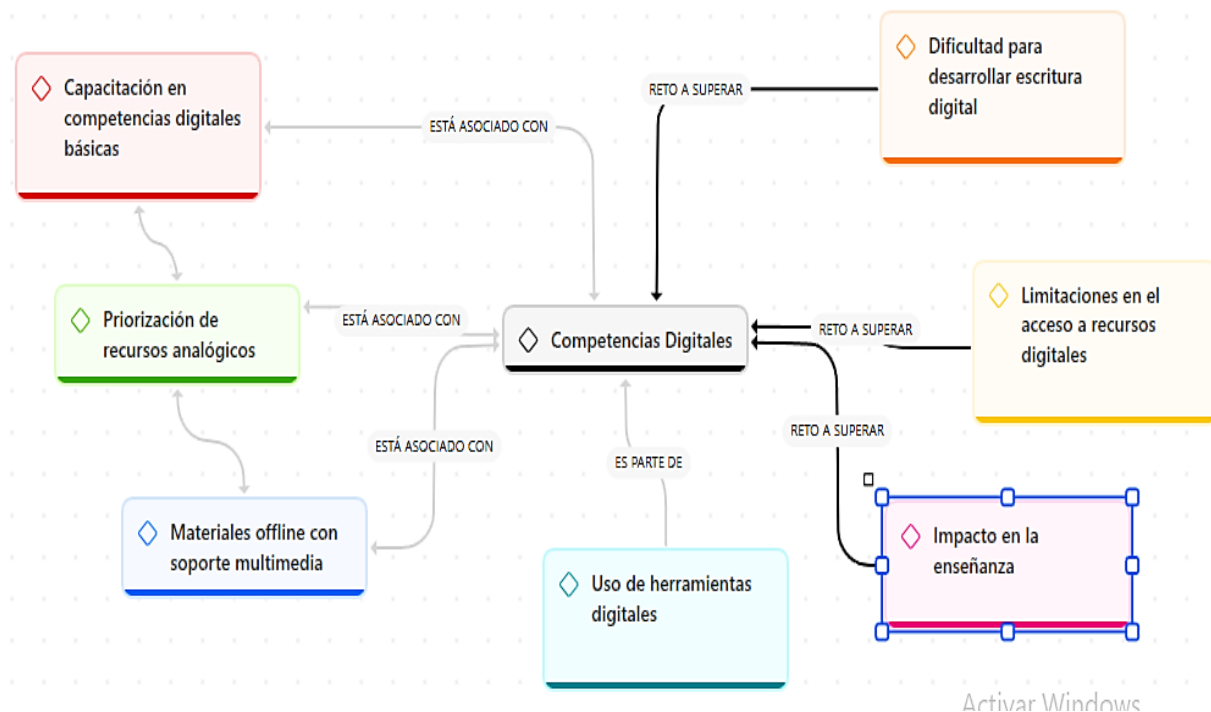 Dificultad para
desarrollar escritura
digital
Capacitación en
competencias digitales
básicas
RETO A SUPERAR
ESTÁ ASOCIADO CON
Limitaciones en el
acceso a recursos
digitales
Priorización de
recursos analógicos
ESTÁ ASOCIADO CON
Competencias Digitales
RETO A SUPERAR
RETO A SUPERAR
ESTÁ ASOCIADO CON
ES PARTE DE
Materiales offline con
soporte multimedia
Impacto en la
enseñanza
Uso de herramientas
digitales
Activar Windows